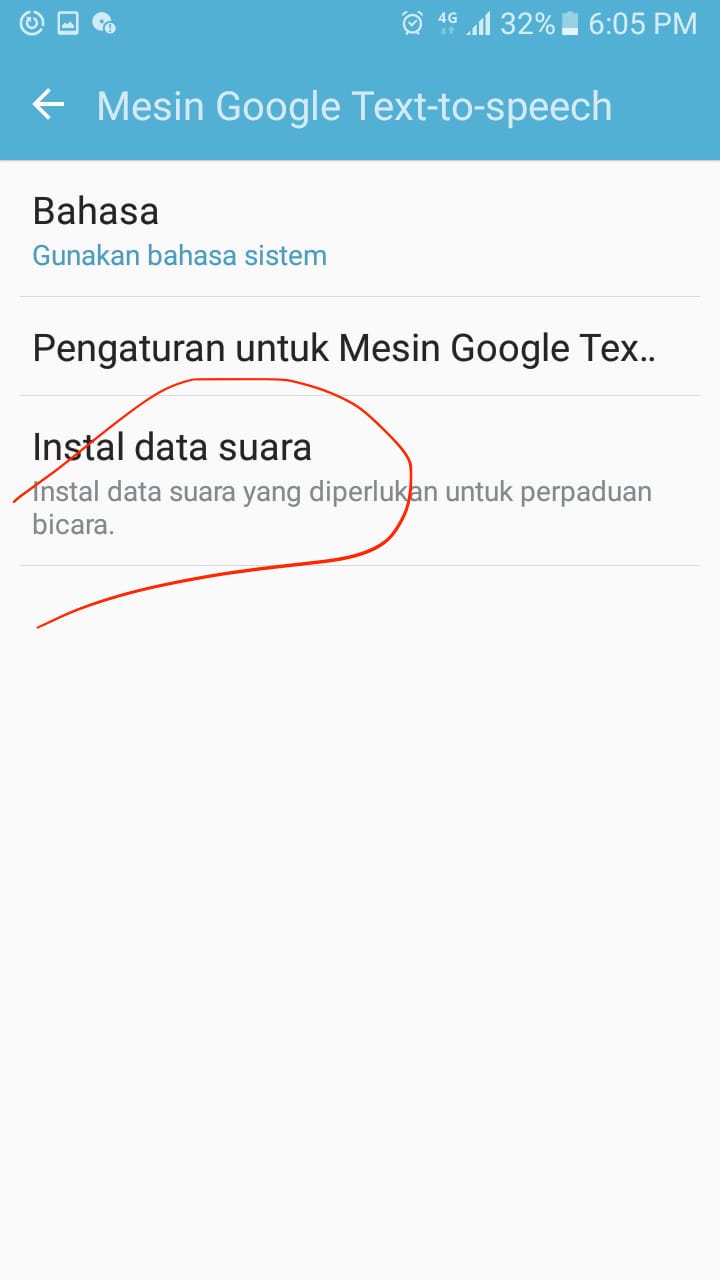 4G 32% 6:05 PM
Mesin Google Text-to-speech
Bahasa
Gunakan bahasa sistem
Pengaturan untuk Mesin Google Tex..
Instal data suara
Instal data suara yang diperlukan untuk perpaduan
bicara.